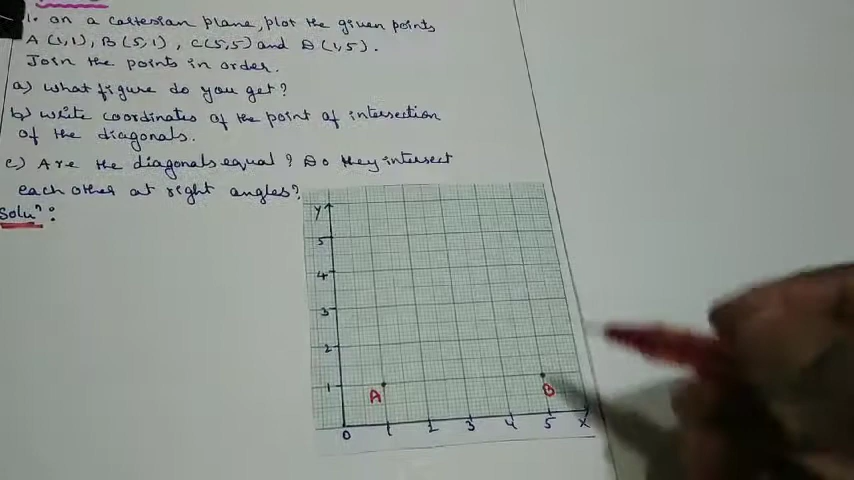 1. on a cartesian plane, plot the given points
A (1,1), B (5,1), C(5,5) and D (1,5).
Join the points in order.
a) What figure do you get?
b) write coordinates of the point of intersection
of the diagonals.
c) Are the diagonals equal? Do they intersect
each other at right angles?
Soluⁿ:
Y
5
4
3
2
1
A
B
0 1 2 3 4 5 X